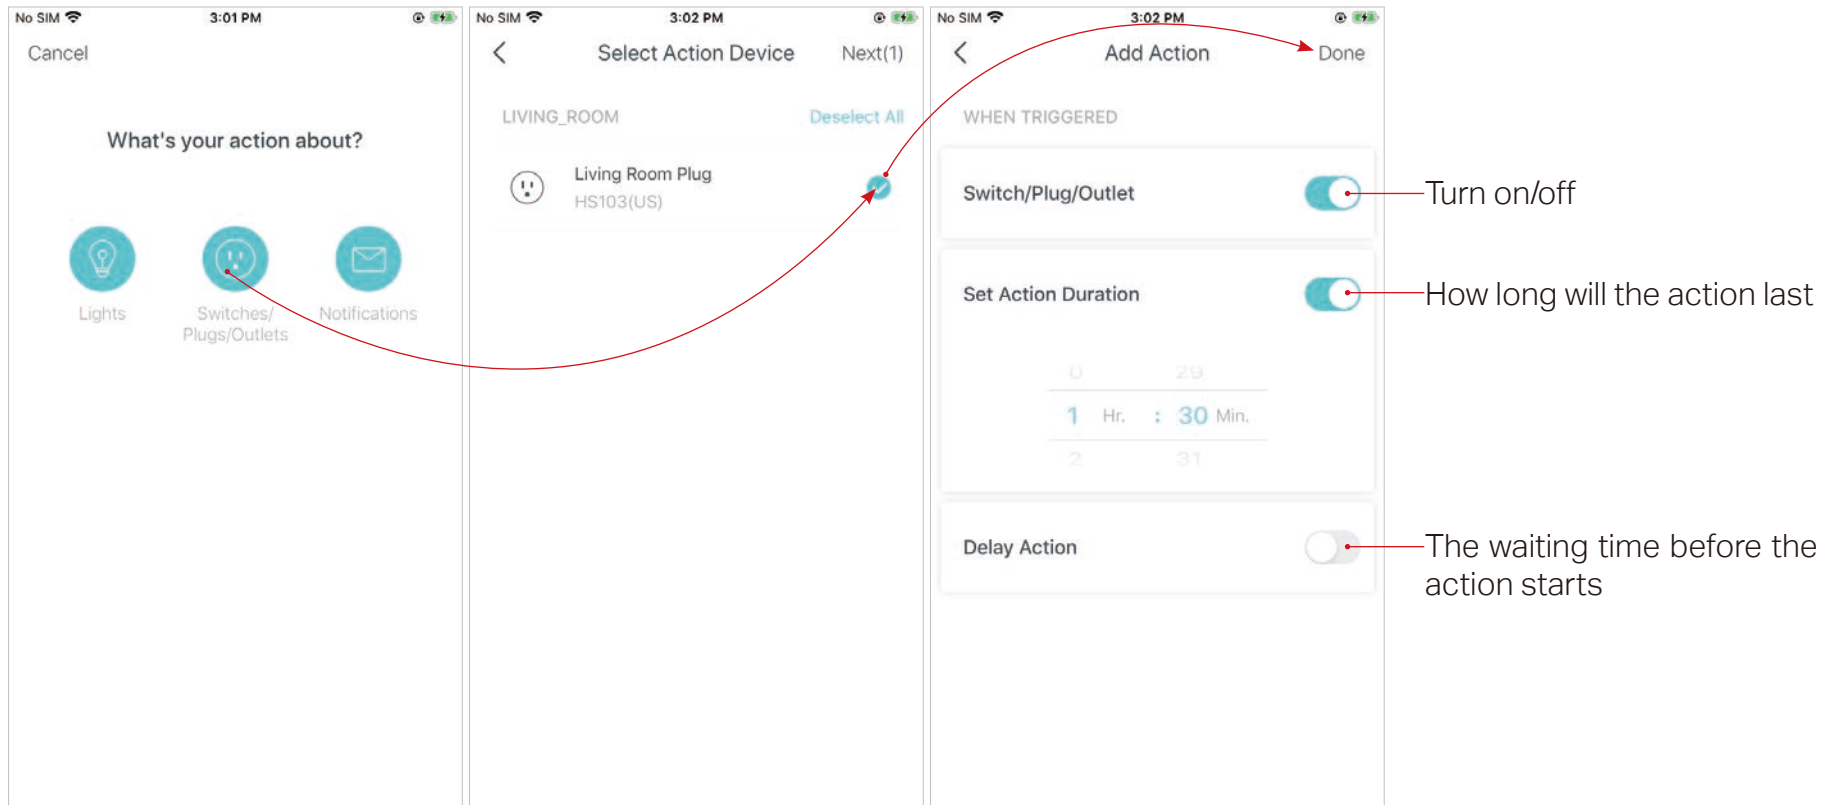 No SIM 3:01 PM
Cancel
What's your action about?
Lights
Switches/
Plugs/Outlets
Notifications
No SIM 3:02 PM
Select Action Device Next(1)
LIVING_ROOM Deselect All
Living Room Plug
HS103(US)
No SIM 3:02 PM
Add Action Done
WHEN TRIGGERED
Switch/Plug/Outlet
Set Action Duration
0 29
1 Hr. : 30 Min.
2 31
Delay Action
Turn on/off
How long will the action last
The waiting time before the
action starts